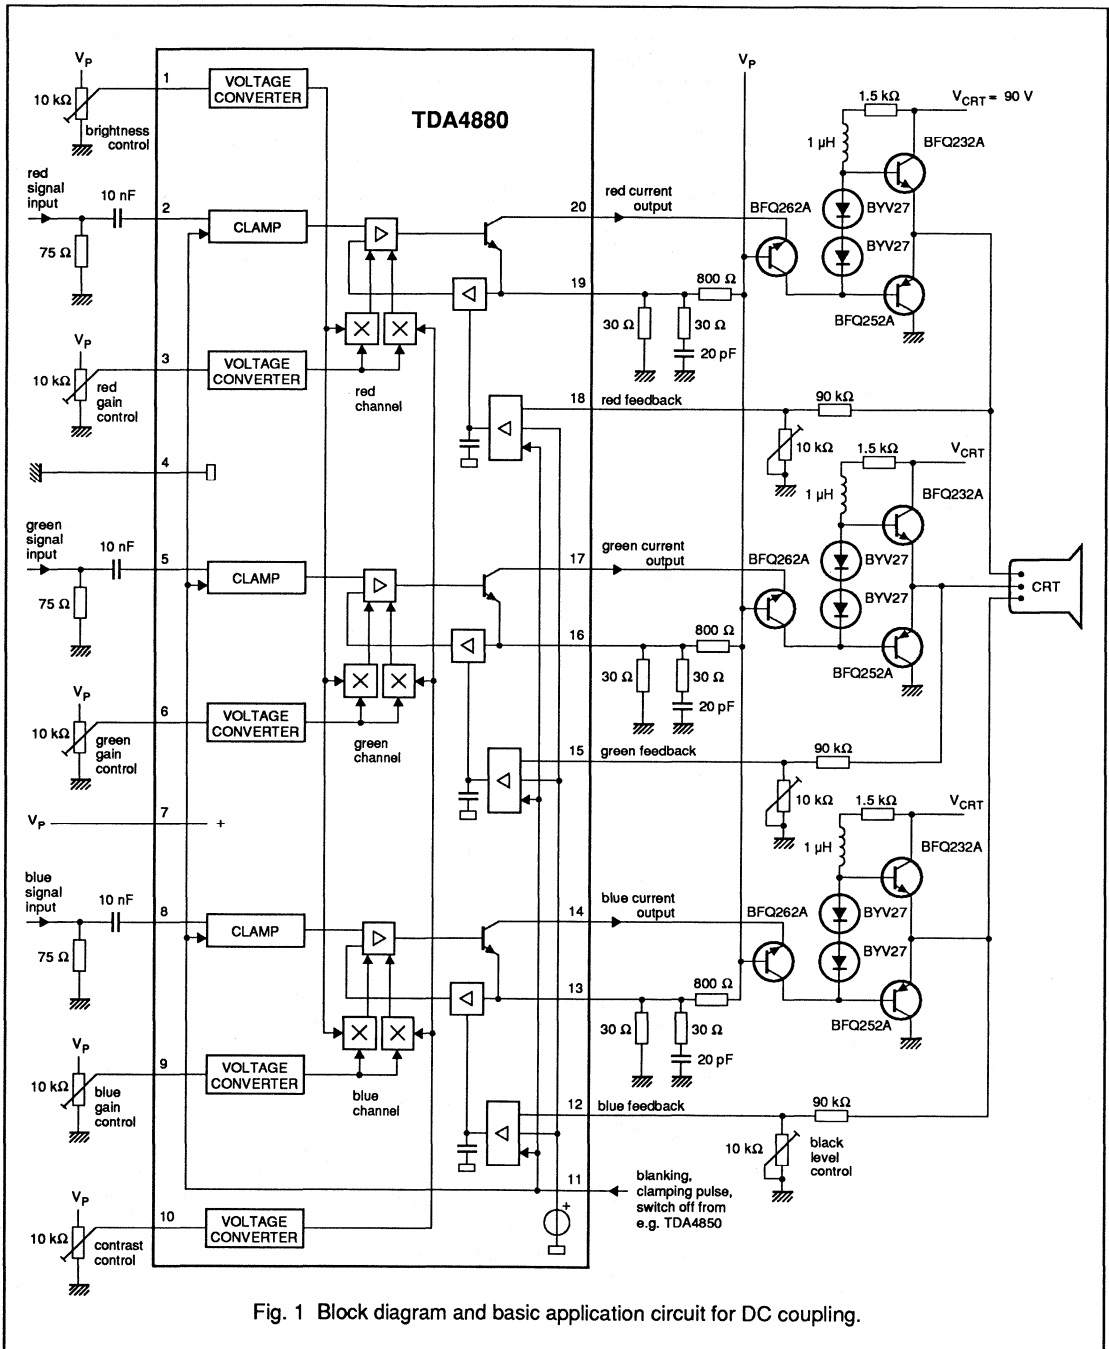 VP
10 kΩ
brightness
control
1
VOLTAGE
CONVERTER
TDA4880
red
signal
input
10 nF
75 Ω
2
CLAMP
20
red current
output
19
VP
10 kΩ
red
gain
control
3
VOLTAGE
CONVERTER
red
channel
18
red feedback
4
VP
800 Ω
30 Ω
30 Ω
20 pF
BFQ262A
1.5 kΩ
1 µH
VCRT = 90 V
BFQ232A
BYV27
BYV27
BFQ252A
90 kΩ
10 kΩ
green
signal
input
10 nF
75 Ω
5
CLAMP
17
green current
output
16
VP
10 kΩ
green
gain
control
6
VOLTAGE
CONVERTER
green
channel
15
green feedback
800 Ω
30 Ω
30 Ω
20 pF
BFQ262A
1.5 kΩ
1 µH
VCRT
BFQ232A
BYV27
BYV27
BFQ252A
CRT
90 kΩ
10 kΩ
VP
7
+
blue
signal
input
10 nF
75 Ω
8
CLAMP
14
blue current
output
13
VP
10 kΩ
blue
gain
control
9
VOLTAGE
CONVERTER
blue
channel
12
blue feedback
800 Ω
30 Ω
30 Ω
20 pF
BFQ262A
1.5 kΩ
1 µH
VCRT
BFQ232A
BYV27
BYV27
BFQ252A
90 kΩ
10 kΩ
black
level
control
11
blanking,
clamping pulse,
switch off from
e.g. TDA4850
VP
10 kΩ
contrast
control
10
VOLTAGE
CONVERTER
+
Fig. 1 Block diagram and basic application circuit for DC coupling.